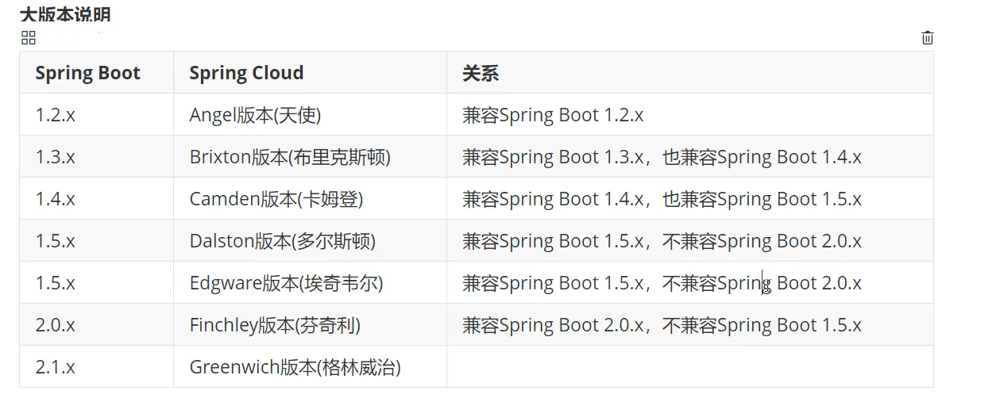 大版本说明
Spring Boot Spring Cloud 关系
1.2.x Angel版本(天使) 兼容Spring Boot 1.2.x
1.3.x Brixton版本(布里克斯顿) 兼容Spring Boot 1.3.x，也兼容Spring Boot 1.4.x
1.4.x Camden版本(卡姆登) 兼容Spring Boot 1.4.x，也兼容Spring Boot 1.5.x
1.5.x Dalston版本(多尔斯顿) 兼容Spring Boot 1.5.x，不兼容Spring Boot 2.0.x
1.5.x Edgware版本(埃奇韦尔) 兼容Spring Boot 1.5.x，不兼容Spring Boot 2.0.x
2.0.x Finchley版本(芬奇利) 兼容Spring Boot 2.0.x，不兼容Spring Boot 1.5.x
2.1.x Greenwich版本(格林威治)